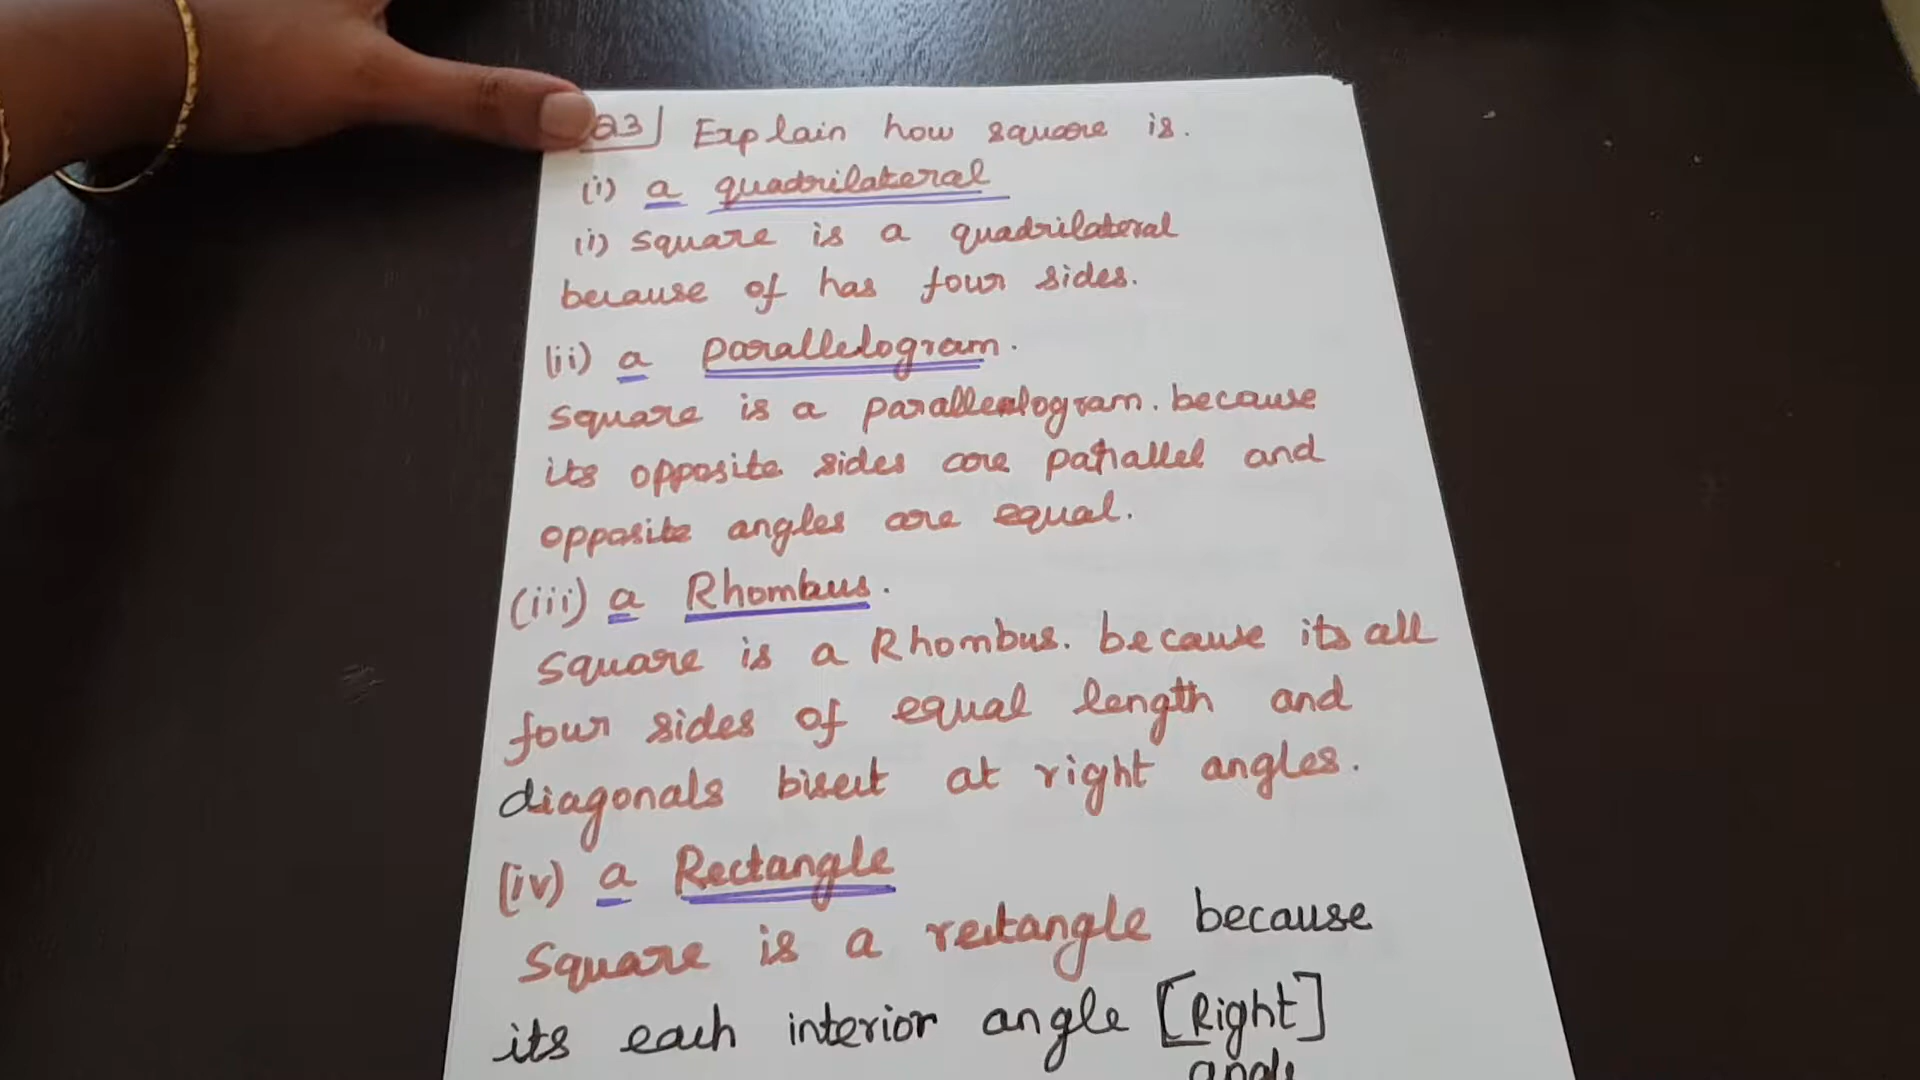 Q3] Explain how square is.
(i) a quadrilateral
(i) square is a quadrilateral
because of has four sides.
(ii) a parallelogram.
square is a parallelogram. because
its opposite sides are parallel and
opposite angles are equal.
(iii) a Rhombus.
square is a Rhombus. because its all
four sides of equal length and
diagonals bisect at right angles.
(iv) a Rectangle
Square is a rectangle because
its each interior angle [Right]
angle